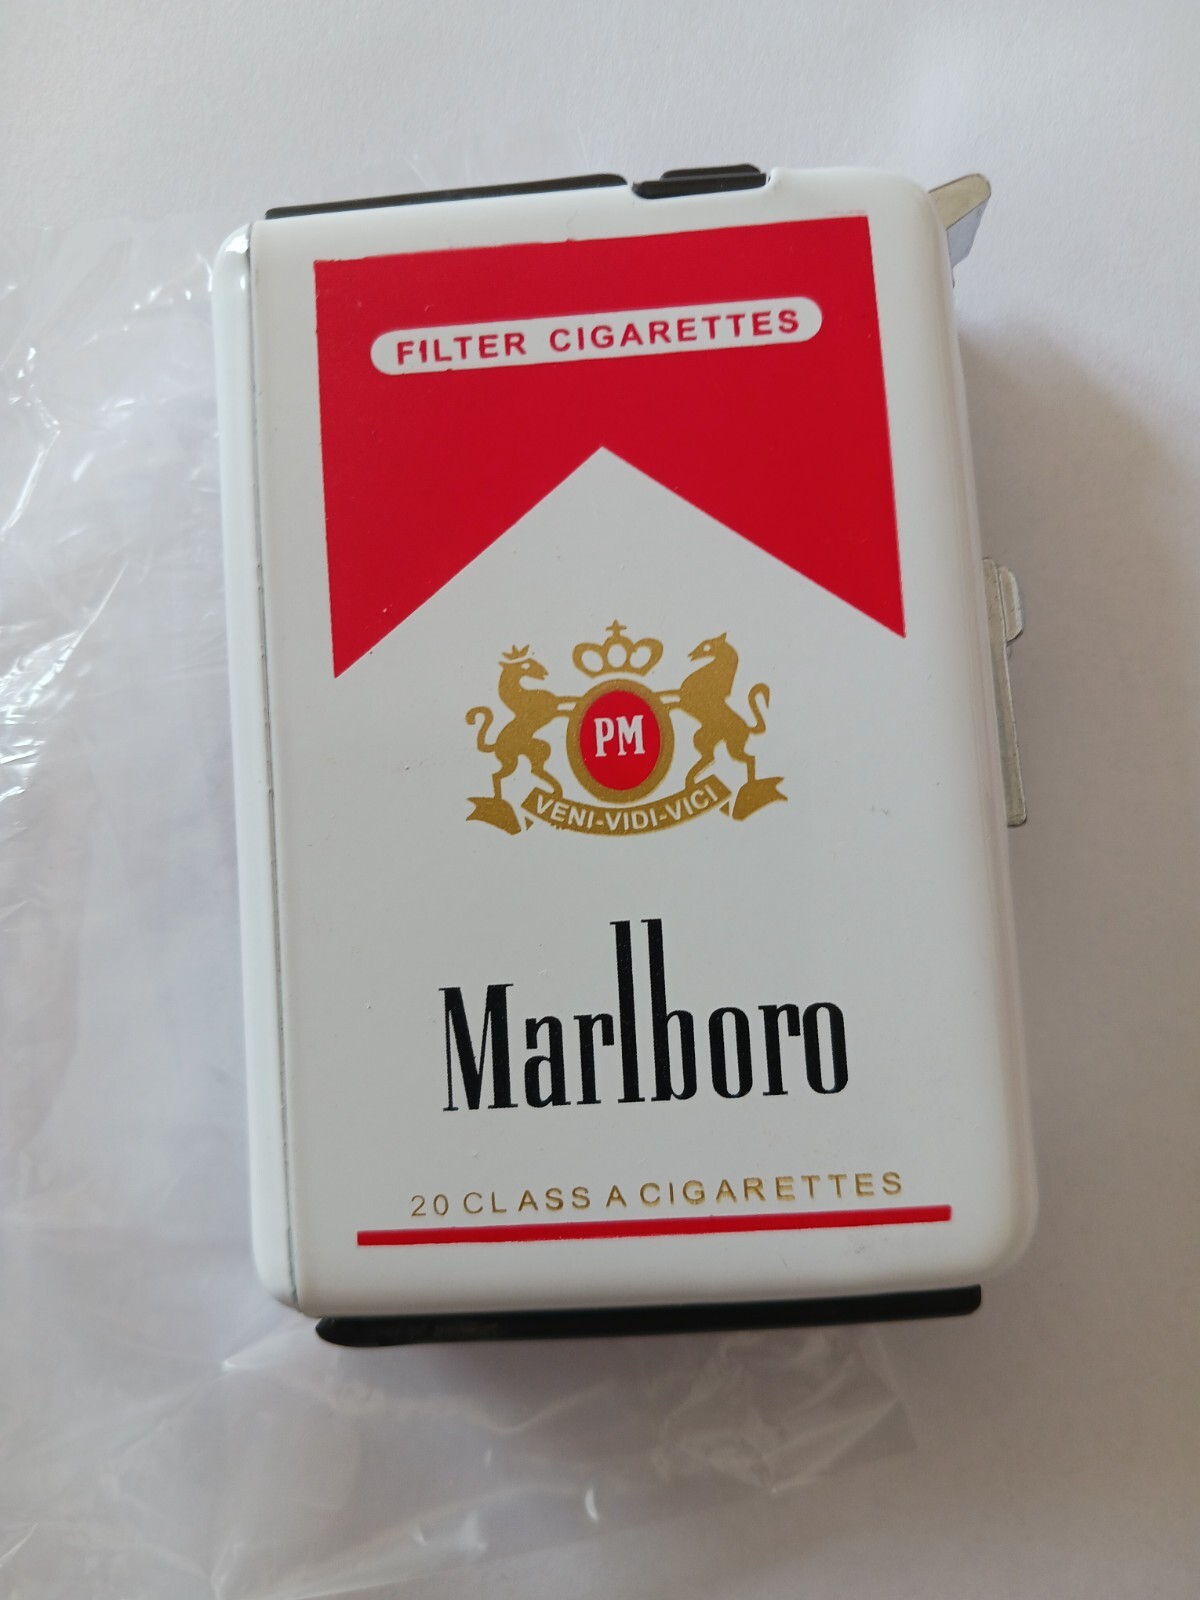 FILTER CIGARETTES
PM
VENI-VIDI-VICI
Marlboro
20 CLASS A CIGARETTES